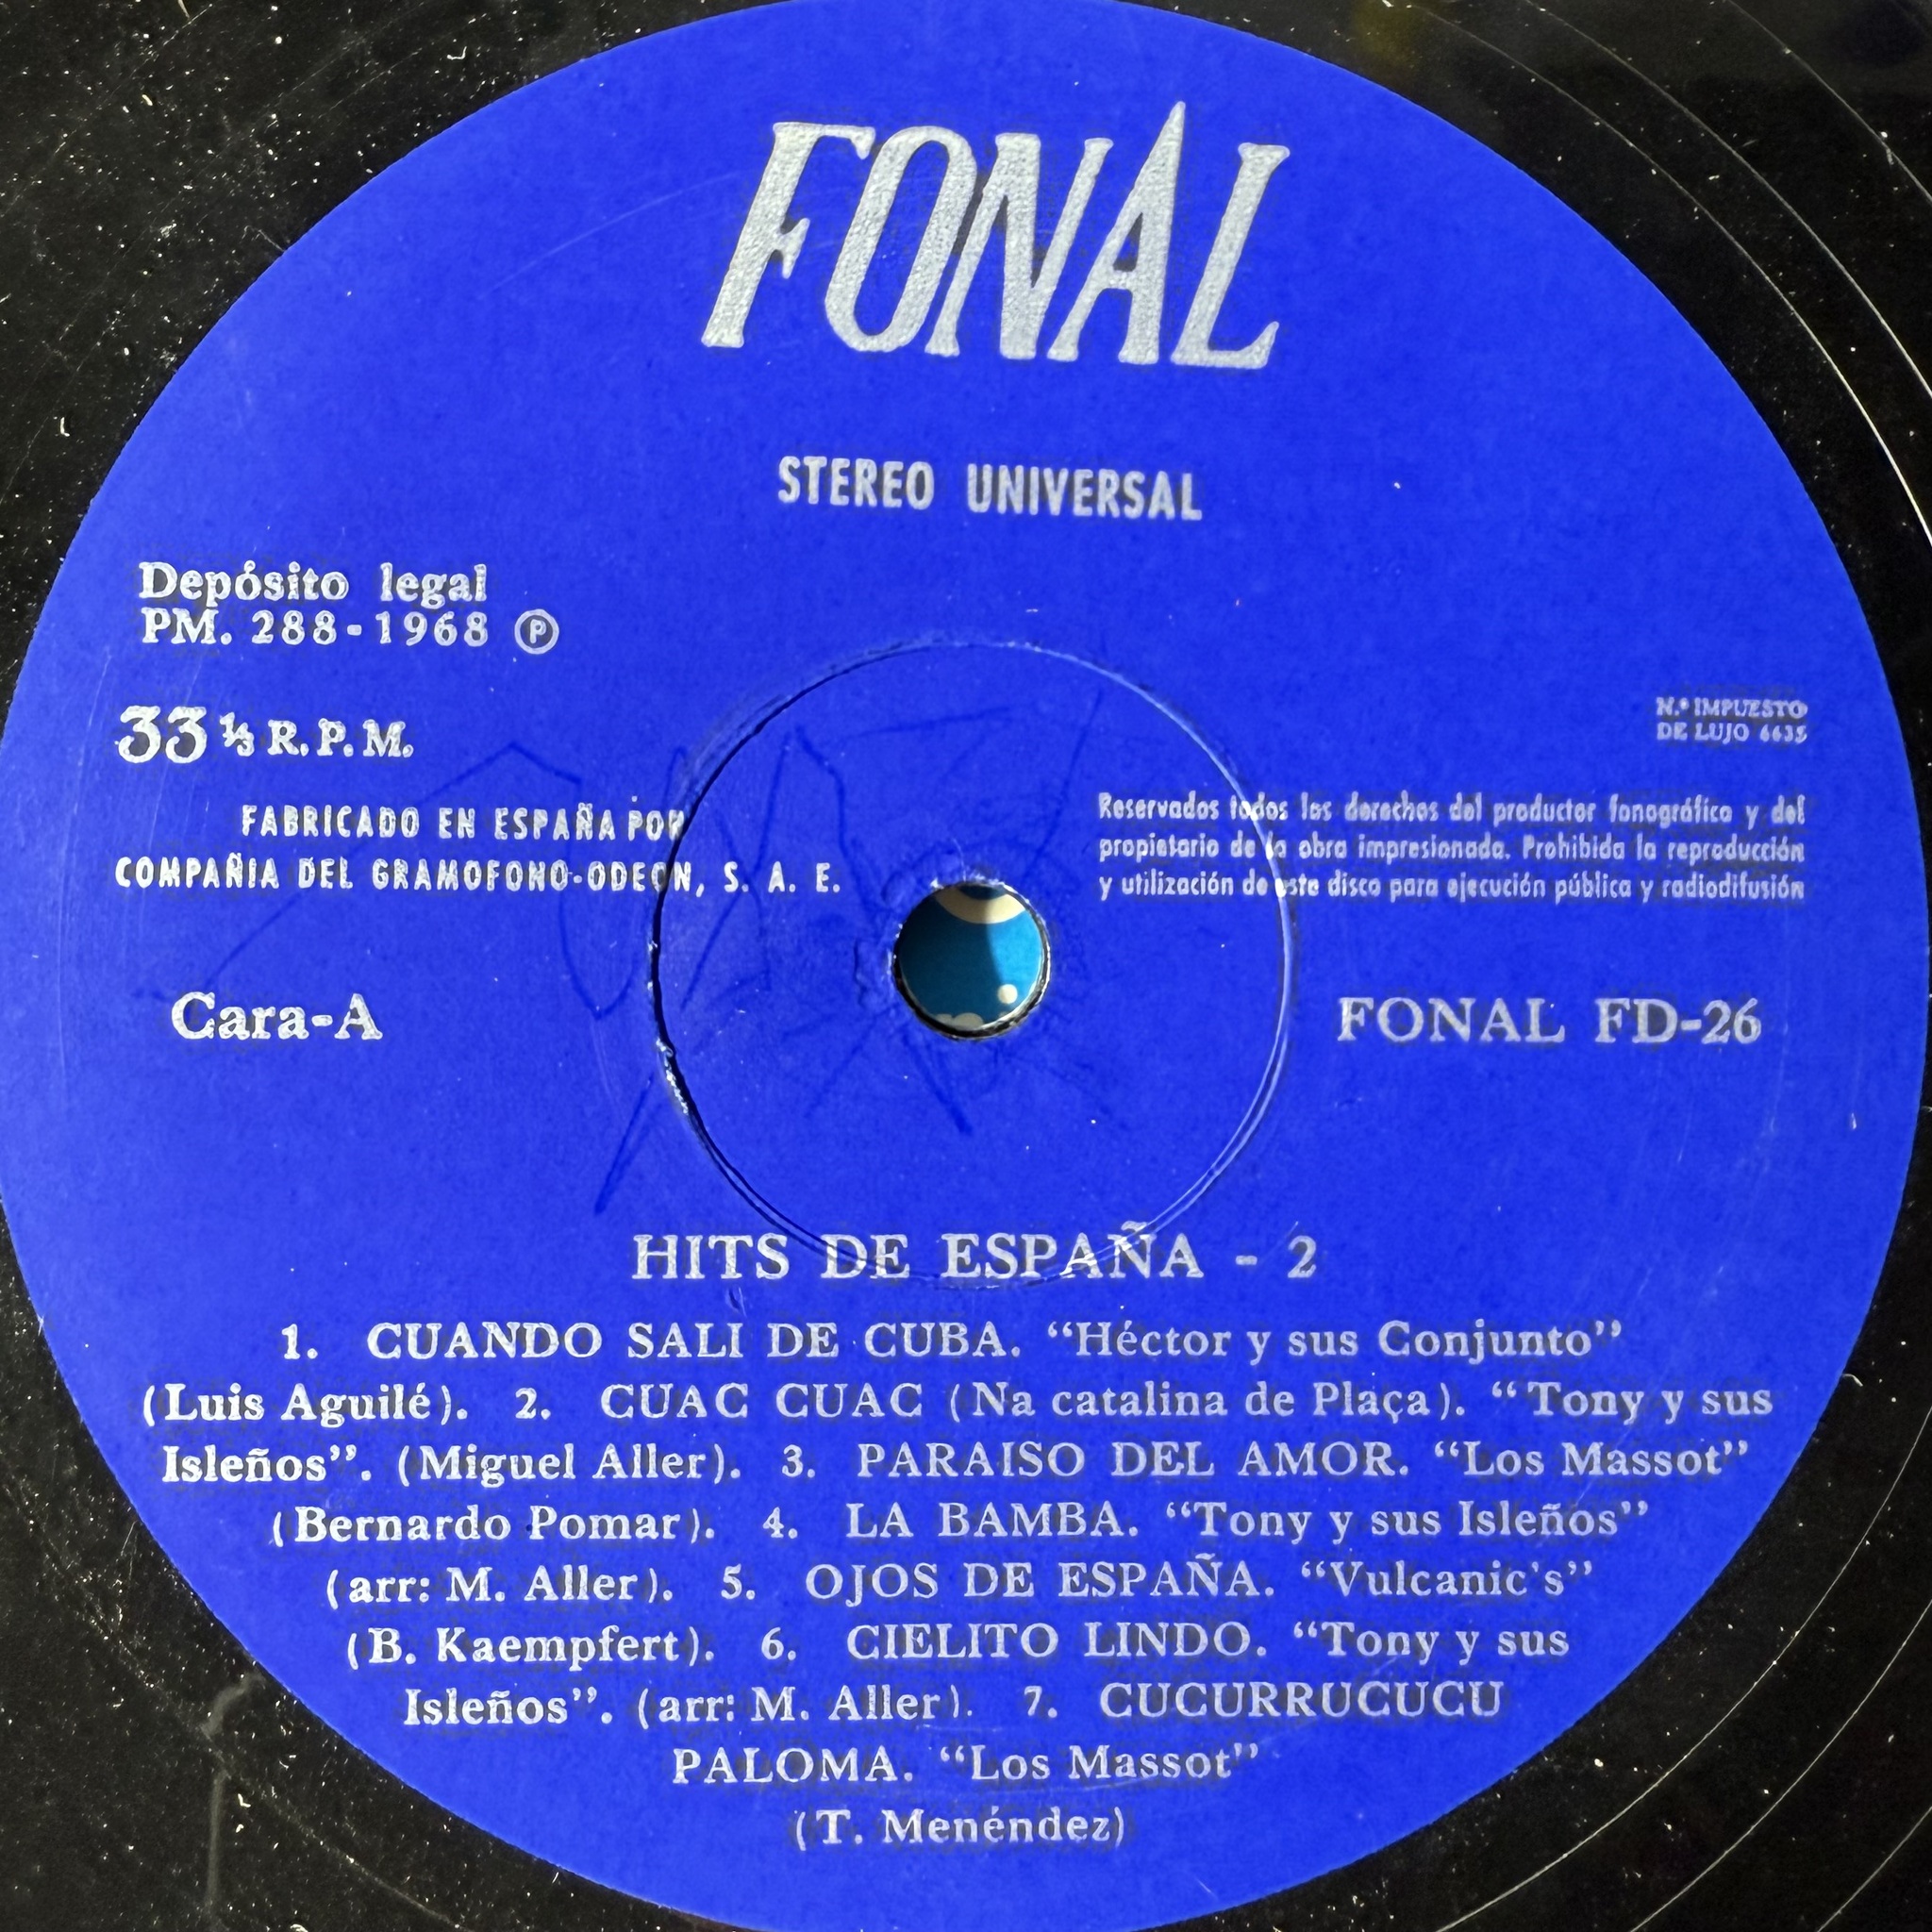 FONAL
STEREO UNIVERSAL
Depósito legal
PM. 288-1968 Ⓟ
33 ⅓ R.P.M.
N.º IMPUESTO
DE LUJO 6635
FABRICADO EN ESPAÑA POR
COMPAÑIA DEL GRAMOFONO-ODEON, S. A. E.
Reservados todos los derechos del productor fonográfico y del
propietario de la obra impresionada. Prohibida la reproducción
y utilización de este disco para ejecución pública y radiodifusión
Cara-A
FONAL FD-26
HITS DE ESPAÑA - 2
1. CUANDO SALI DE CUBA. “Héctor y sus Conjunto”
(Luis Aguilé). 2. CUAC CUAC (Na catalina de Plaça). “Tony y sus
Isleños”. (Miguel Aller). 3. PARAISO DEL AMOR. “Los Massot”
(Bernardo Pomar). 4. LA BAMBA. “Tony y sus Isleños”
(arr: M. Aller). 5. OJOS DE ESPAÑA. “Vulcanic's”
(B. Kaempfert). 6. CIELITO LINDO. “Tony y sus
Isleños”. (arr: M. Aller). 7. CUCURRUCUCU
PALOMA. “Los Massot”
(T. Menéndez)